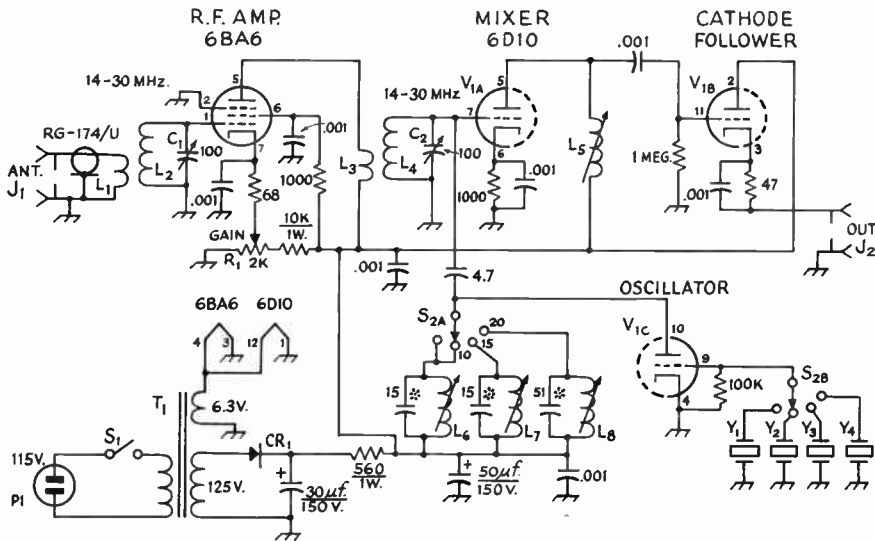 R.F. AMP.
6BA6
MIXER
6D10
CATHODE
FOLLOWER
14-30 MHz.
5
2
1
6
7
RG-174/U
ANT.
J1
L1
L2
C1
100
.001
68
.001
1000
L3
GAIN
R1 2K
10K
1W.
14-30 MHz
C2
100
L4
V1A
5
7
6
1000
.001
L5
.001
V1B
2
11
3
1 MEG.
.001
47
OUT
J2
.001
4.7
6BA6 6D10
4 3 12 1
S2A
10
15
20
OSCILLATOR
V1C
10
9
4
100K
S2B
Y1 Y2 Y3 Y4
15 *
L6
15 *
L7
51 *
L8
T1
6.3V.
S1
115V.
P1
125V.
CR1
+
30µf
150V.
560
1W.
+
50µf
150V.
.001